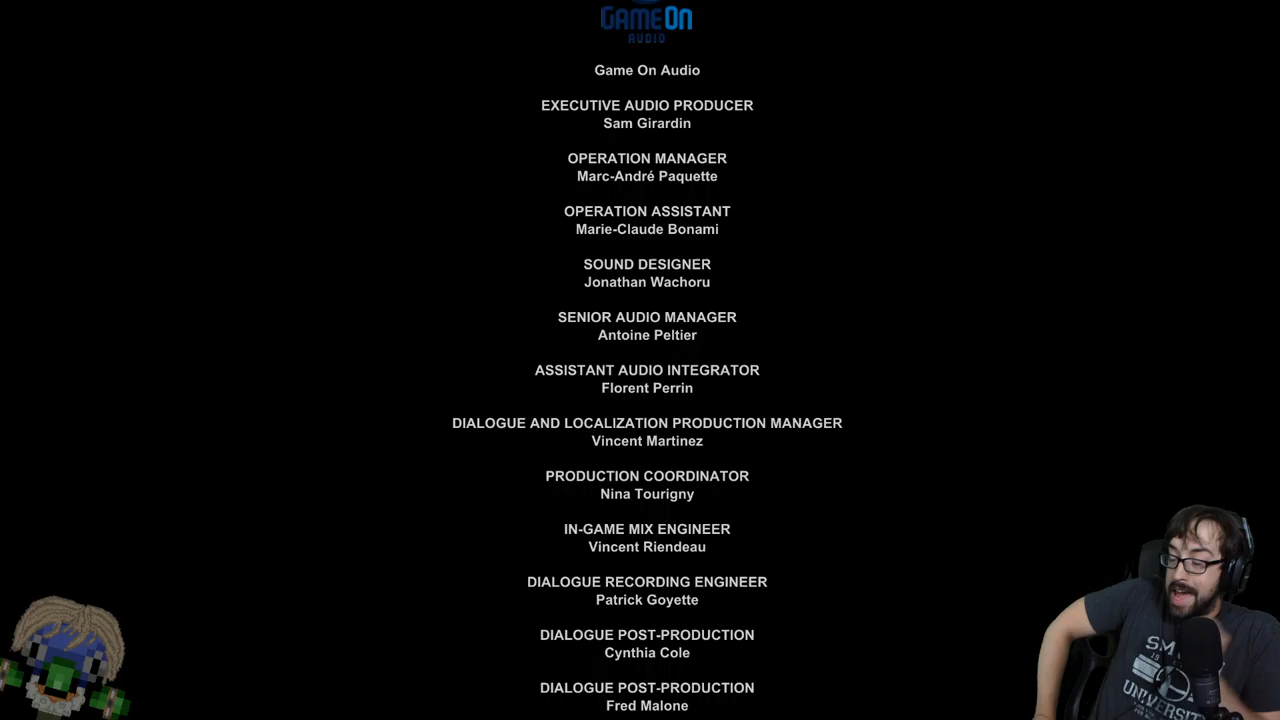 GAMEON
AUDIO
Game On Audio
EXECUTIVE AUDIO PRODUCER
Sam Girardin
OPERATION MANAGER
Marc-André Paquette
OPERATION ASSISTANT
Marie-Claude Bonami
SOUND DESIGNER
Jonathan Wachoru
SENIOR AUDIO MANAGER
Antoine Peltier
ASSISTANT AUDIO INTEGRATOR
Florent Perrin
DIALOGUE AND LOCALIZATION PRODUCTION MANAGER
Vincent Martinez
PRODUCTION COORDINATOR
Nina Tourigny
IN-GAME MIX ENGINEER
Vincent Riendeau
DIALOGUE RECORDING ENGINEER
Patrick Goyette
DIALOGUE POST-PRODUCTION
Cynthia Cole
DIALOGUE POST-PRODUCTION
Fred Malone